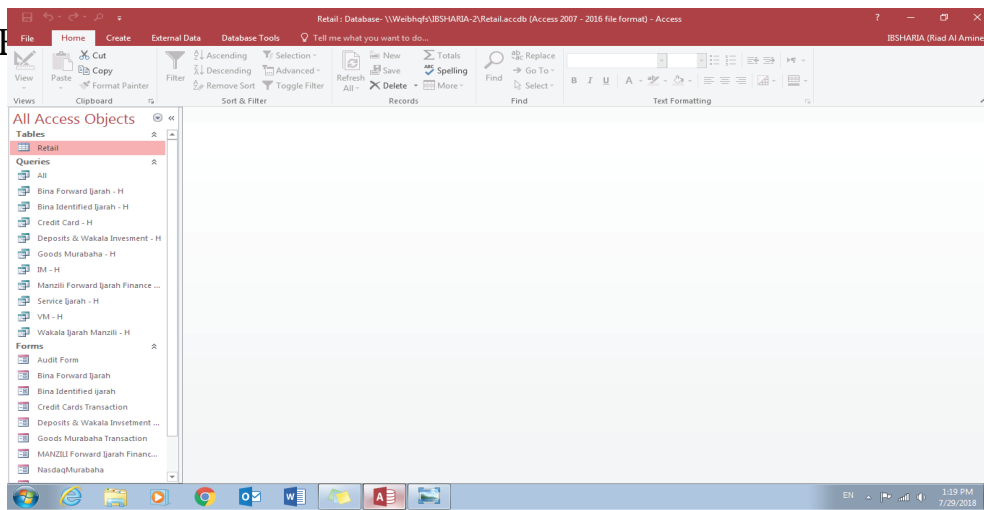 Retail : Database- \\Weibhqfs\IBSHARIA-2\Retail.accdb (Access 2007 - 2016 file format) - Access
File Home Create External Data Database Tools Tell me what you want to do... IBSHARIA (Riad Al Amine
View
Views
Paste
Cut
Copy
Format Painter
Clipboard
Filter
Ascending
Descending
Remove Sort
Selection
Advanced
Toggle Filter
Sort & Filter
Refresh All
New
Save
Delete
Totals
Spelling
More
Records
Find
Replace
Go To
Select
Find
B I U A
Text Formatting
All Access Objects
Tables
Retail
Queries
All
Bina Forward Ijarah - H
Bina Identified Ijarah - H
Credit Card - H
Deposits & Wakala Invesment - H
Goods Murabaha - H
IM - H
Manzili Forward Ijarah Finance ...
Service Ijarah - H
VM - H
Wakala Ijarah Manzili - H
Forms
Audit Form
Bina Forward Ijarah
Bina Identified ijarah
Credit Cards Transaction
Deposits & Wakala Invsetment ...
Goods Murabaha Transaction
MANZILI Forward Ijarah Financ...
NasdaqMurabaha
EN
1:19 PM
7/29/2018